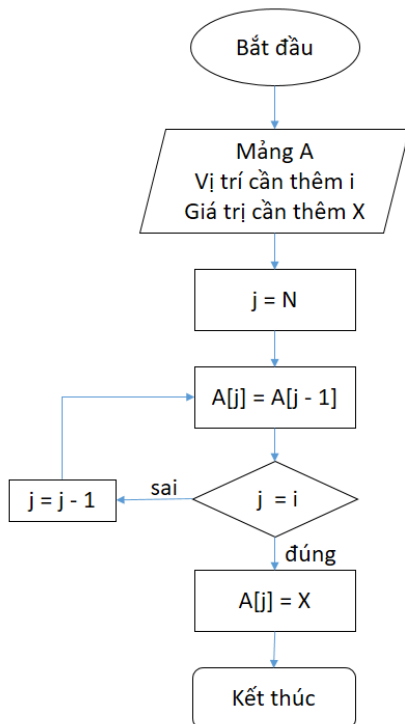 Bắt đầu
Mảng A
Vị trí cần thêm i
Giá trị cần thêm X
j = N
A[j] = A[j - 1]
j = i
sai
j = j - 1
đúng
A[j] = X
Kết thúc